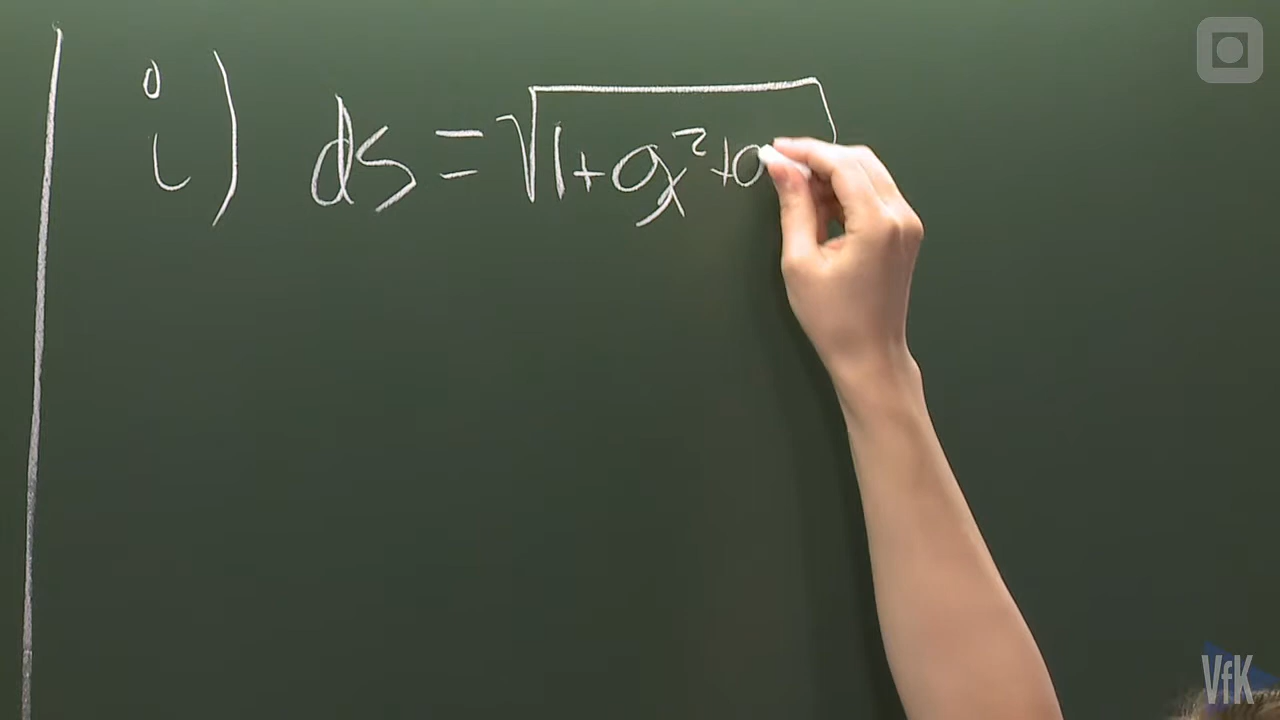 i) ds = √1+gx²+g
VfK